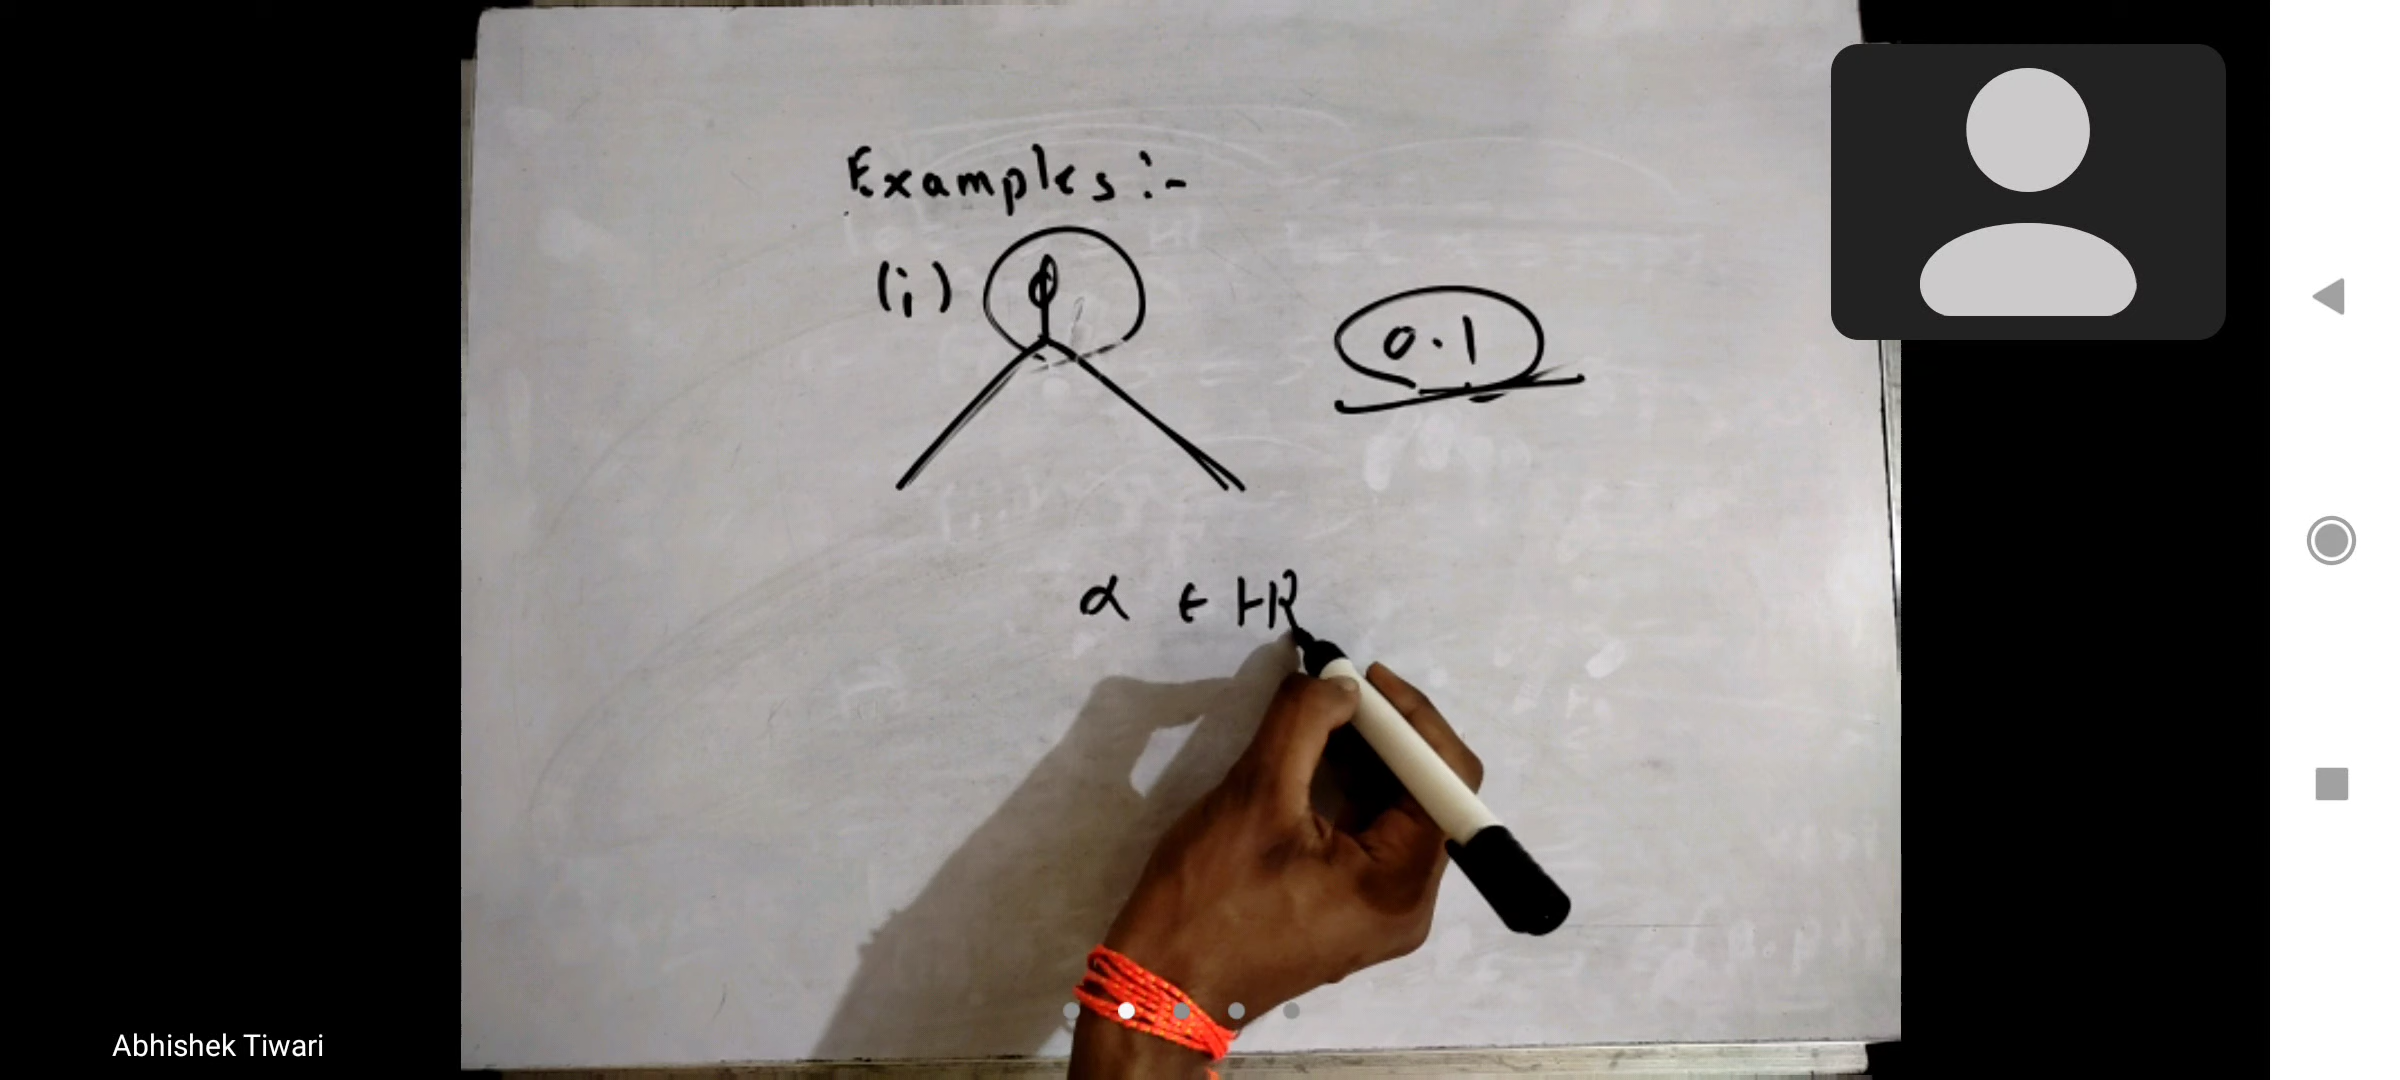 Examples :-
(i) φ
0.1
α ∈ IR
Abhishek Tiwari